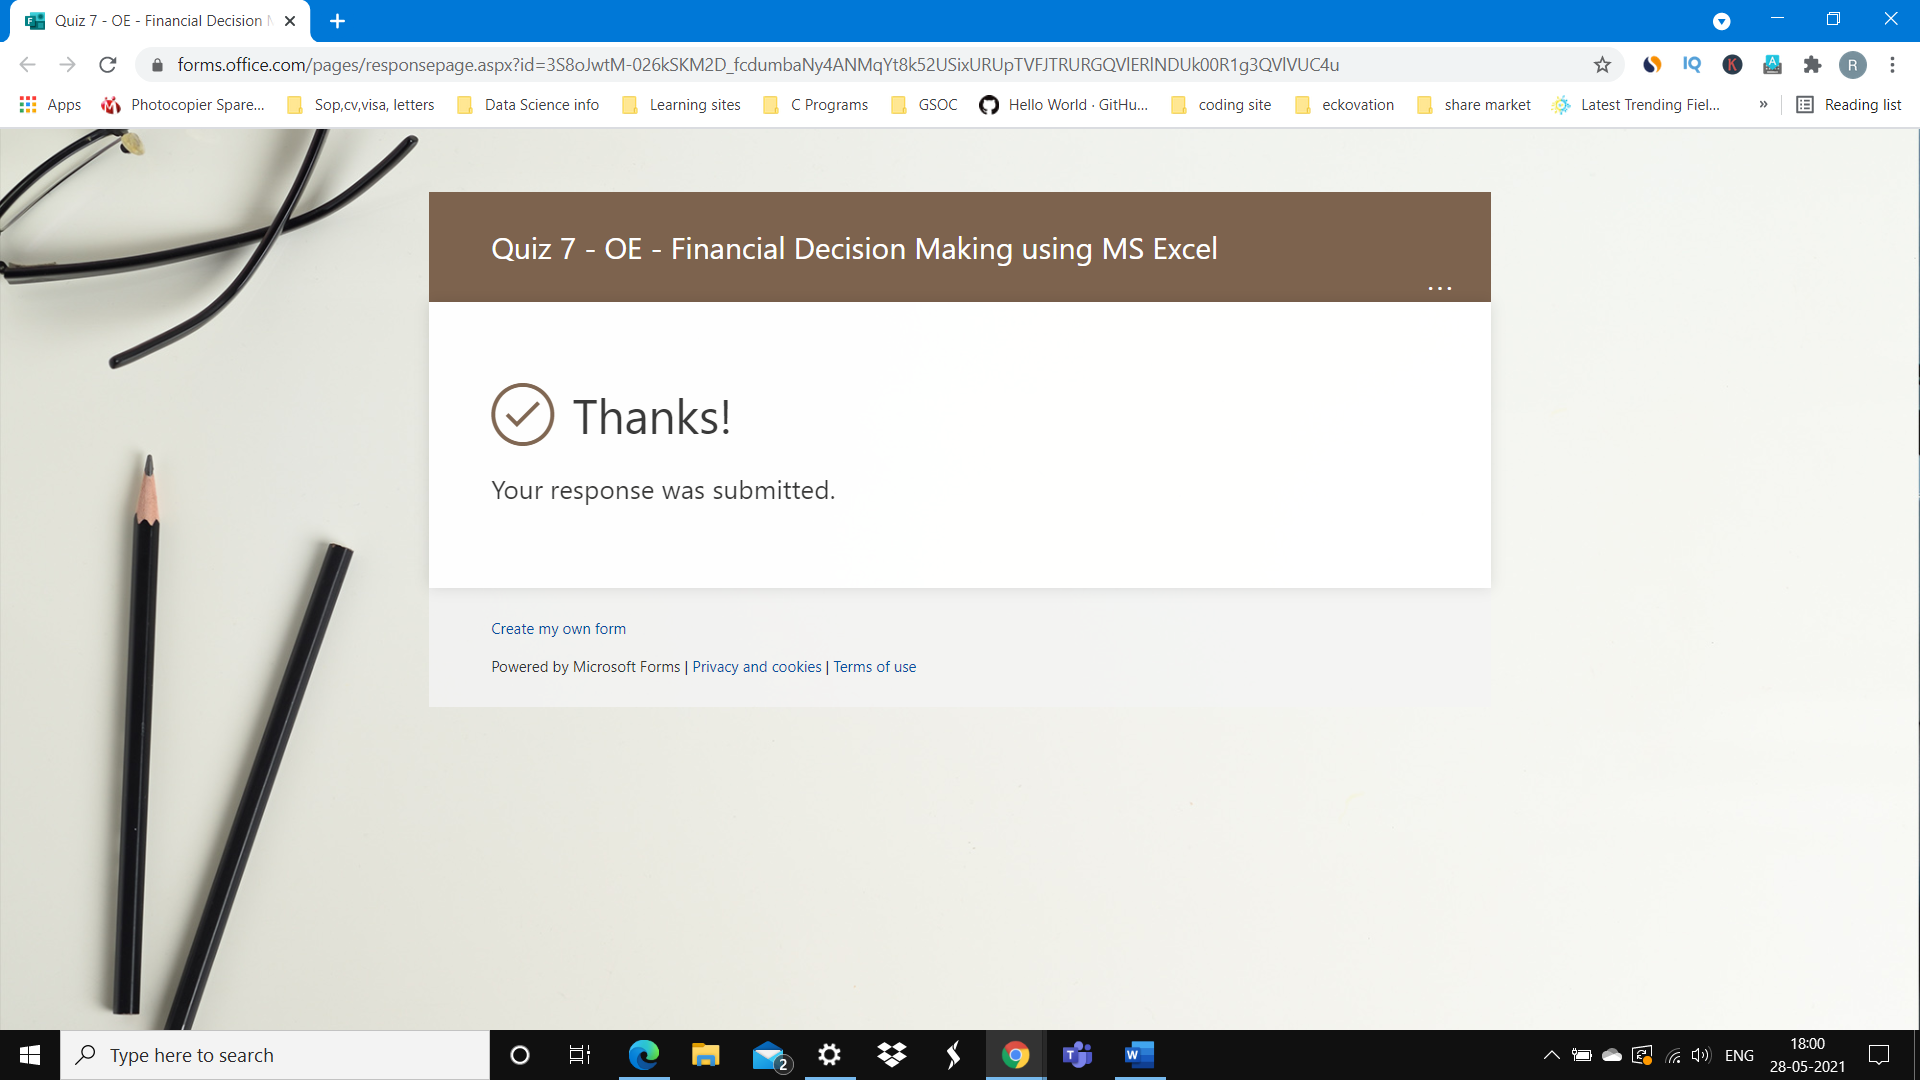 Quiz 7 - OE - Financial Decision M
forms.office.com/pages/responsepage.aspx?id=3S8oJwtM-026kSKM2D_fcdumbaNy4ANMqYt8k52USixURUpTVFJTRURGQVlERlNDUk00R1g3QVlVUC4u
IQ K A R
Apps Photocopier Spare... Sop,cv,visa, letters Data Science info Learning sites C Programs GSOC Hello World · GitHu... coding site eckovation share market Latest Trending Fiel... » Reading list
Quiz 7 - OE - Financial Decision Making using MS Excel
...
Thanks!
Your response was submitted.
Create my own form
Powered by Microsoft Forms | Privacy and cookies | Terms of use
Type here to search
2
ENG
18:00
28-05-2021